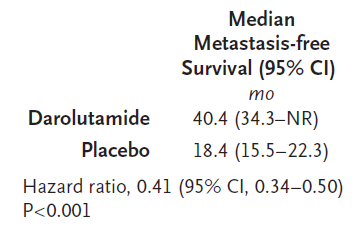 Median
Metastasis-free
Survival (95% CI)
mo
Darolutamide 40.4 (34.3–NR)
Placebo 18.4 (15.5–22.3)
Hazard ratio, 0.41 (95% CI, 0.34–0.50)
P<0.001